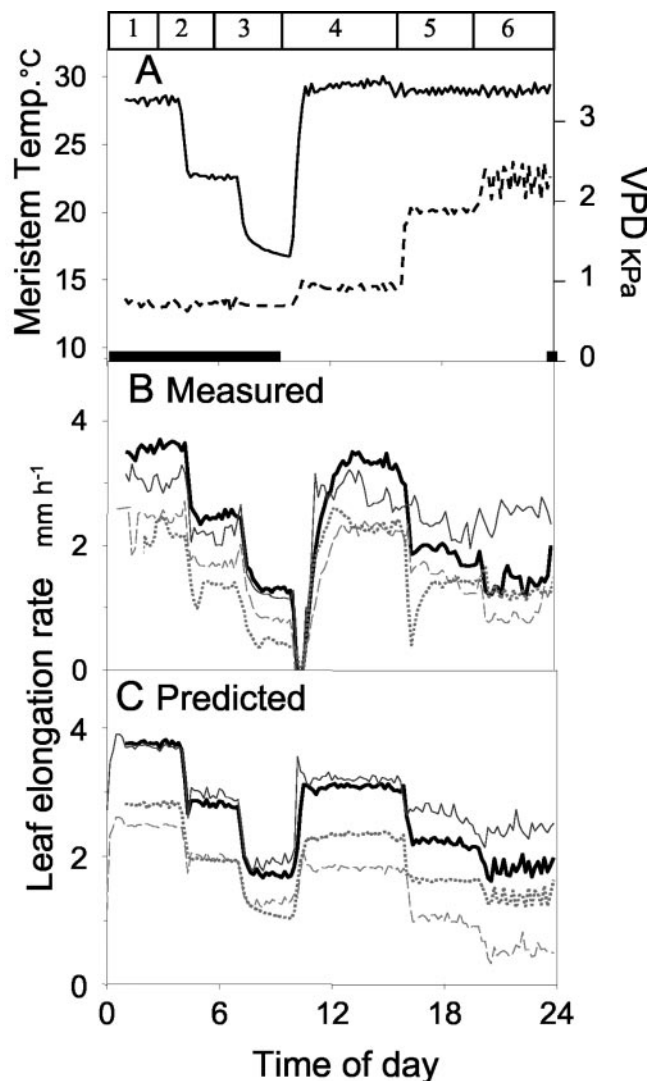 1 2 3 4 5 6
A
Meristem Temp.°C
30
25
20
15
10
VPD kPa
3
2
1
0
B Measured
4
2
0
Leaf elongation rate mm h⁻¹
C Predicted
4
2
0
0 6 12 18 24
Time of day